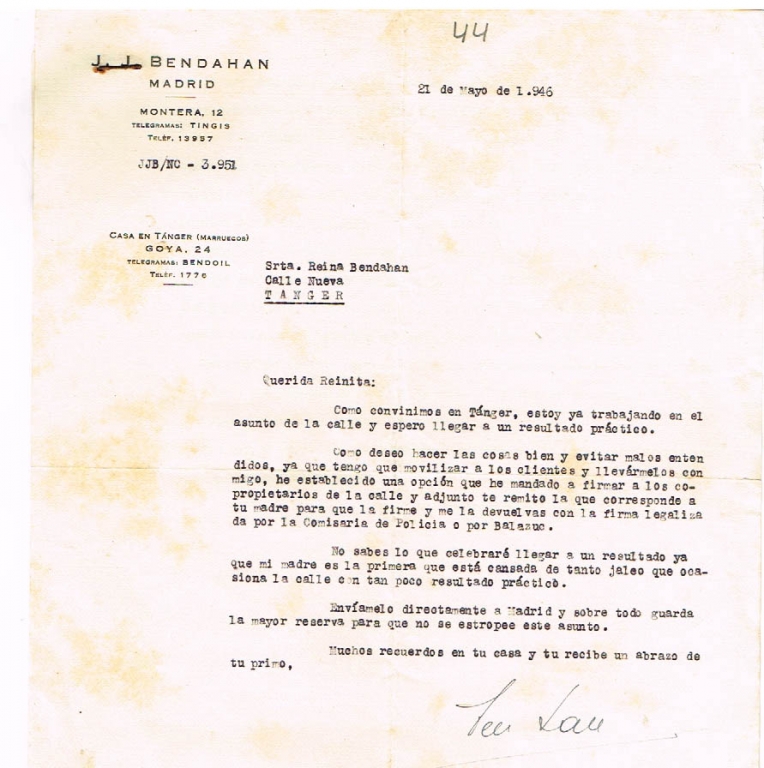 44
J. J. BENDAHAN
MADRID
21 de Mayo de 1.946
MONTERA, 12
TELEGRAMAS: TINGIS
TELÉF. 13957
JJB/NC - 3.951
CASA EN TÁNGER (MARRUECOS)
GOYA, 24
TELEGRAMAS: BENDOIL
TELÉF. 1776
Srta. Reina Bendahan
Calle Nueva
T A N G E R
Querida Reinita:
Como convinimos en Tánger, estoy ya trabajando en el
asunto de la calle y espero llegar a un resultado práctico.
Como deseo hacer las cosas bien y evitar malos enten
didos, ya que tengo que movilizar a los clientes y llevármelos con
migo, he establecido una opción que he mandado a firmar a los co-
propietarios de la calle y adjunto te remito la que corresponde a
tu madre para que la firme y me la devuelvas con la firma legaliza
da por la Comisaria de Policia o por Balazuc.
No sabes lo que celebraré llegar a un resultado ya
que mi madre es la primera que está cansada de tanto jaleo que oca-
siona la calle con tan poco resultado práctico.
Envíamelo directamente a Madrid y sobre todo guarda
la mayor reserva para que no se estropee este asunto.
Muchos recuerdos en tu casa y tu recibe un abrazo de
tu primo,